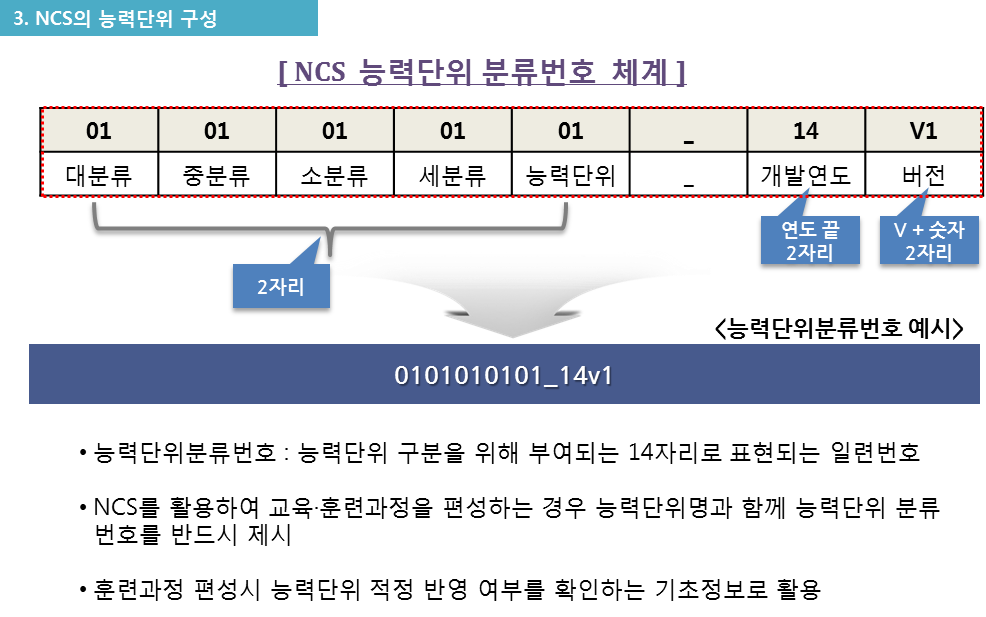 3. NCS의 능력단위 구성
[ NCS 능력단위 분류번호 체계 ]
01 01 01 01 01 _ 14 V1
대분류 중분류 소분류 세분류 능력단위 _ 개발연도 버전
연도 끝
2자리
V + 숫자
2자리
2자리
<능력단위분류번호 예시>
0101010101_14v1
• 능력단위분류번호 : 능력단위 구분을 위해 부여되는 14자리로 표현되는 일련번호
• NCS를 활용하여 교육·훈련과정을 편성하는 경우 능력단위명과 함께 능력단위 분류
번호를 반드시 제시
• 훈련과정 편성시 능력단위 적정 반영 여부를 확인하는 기초정보로 활용